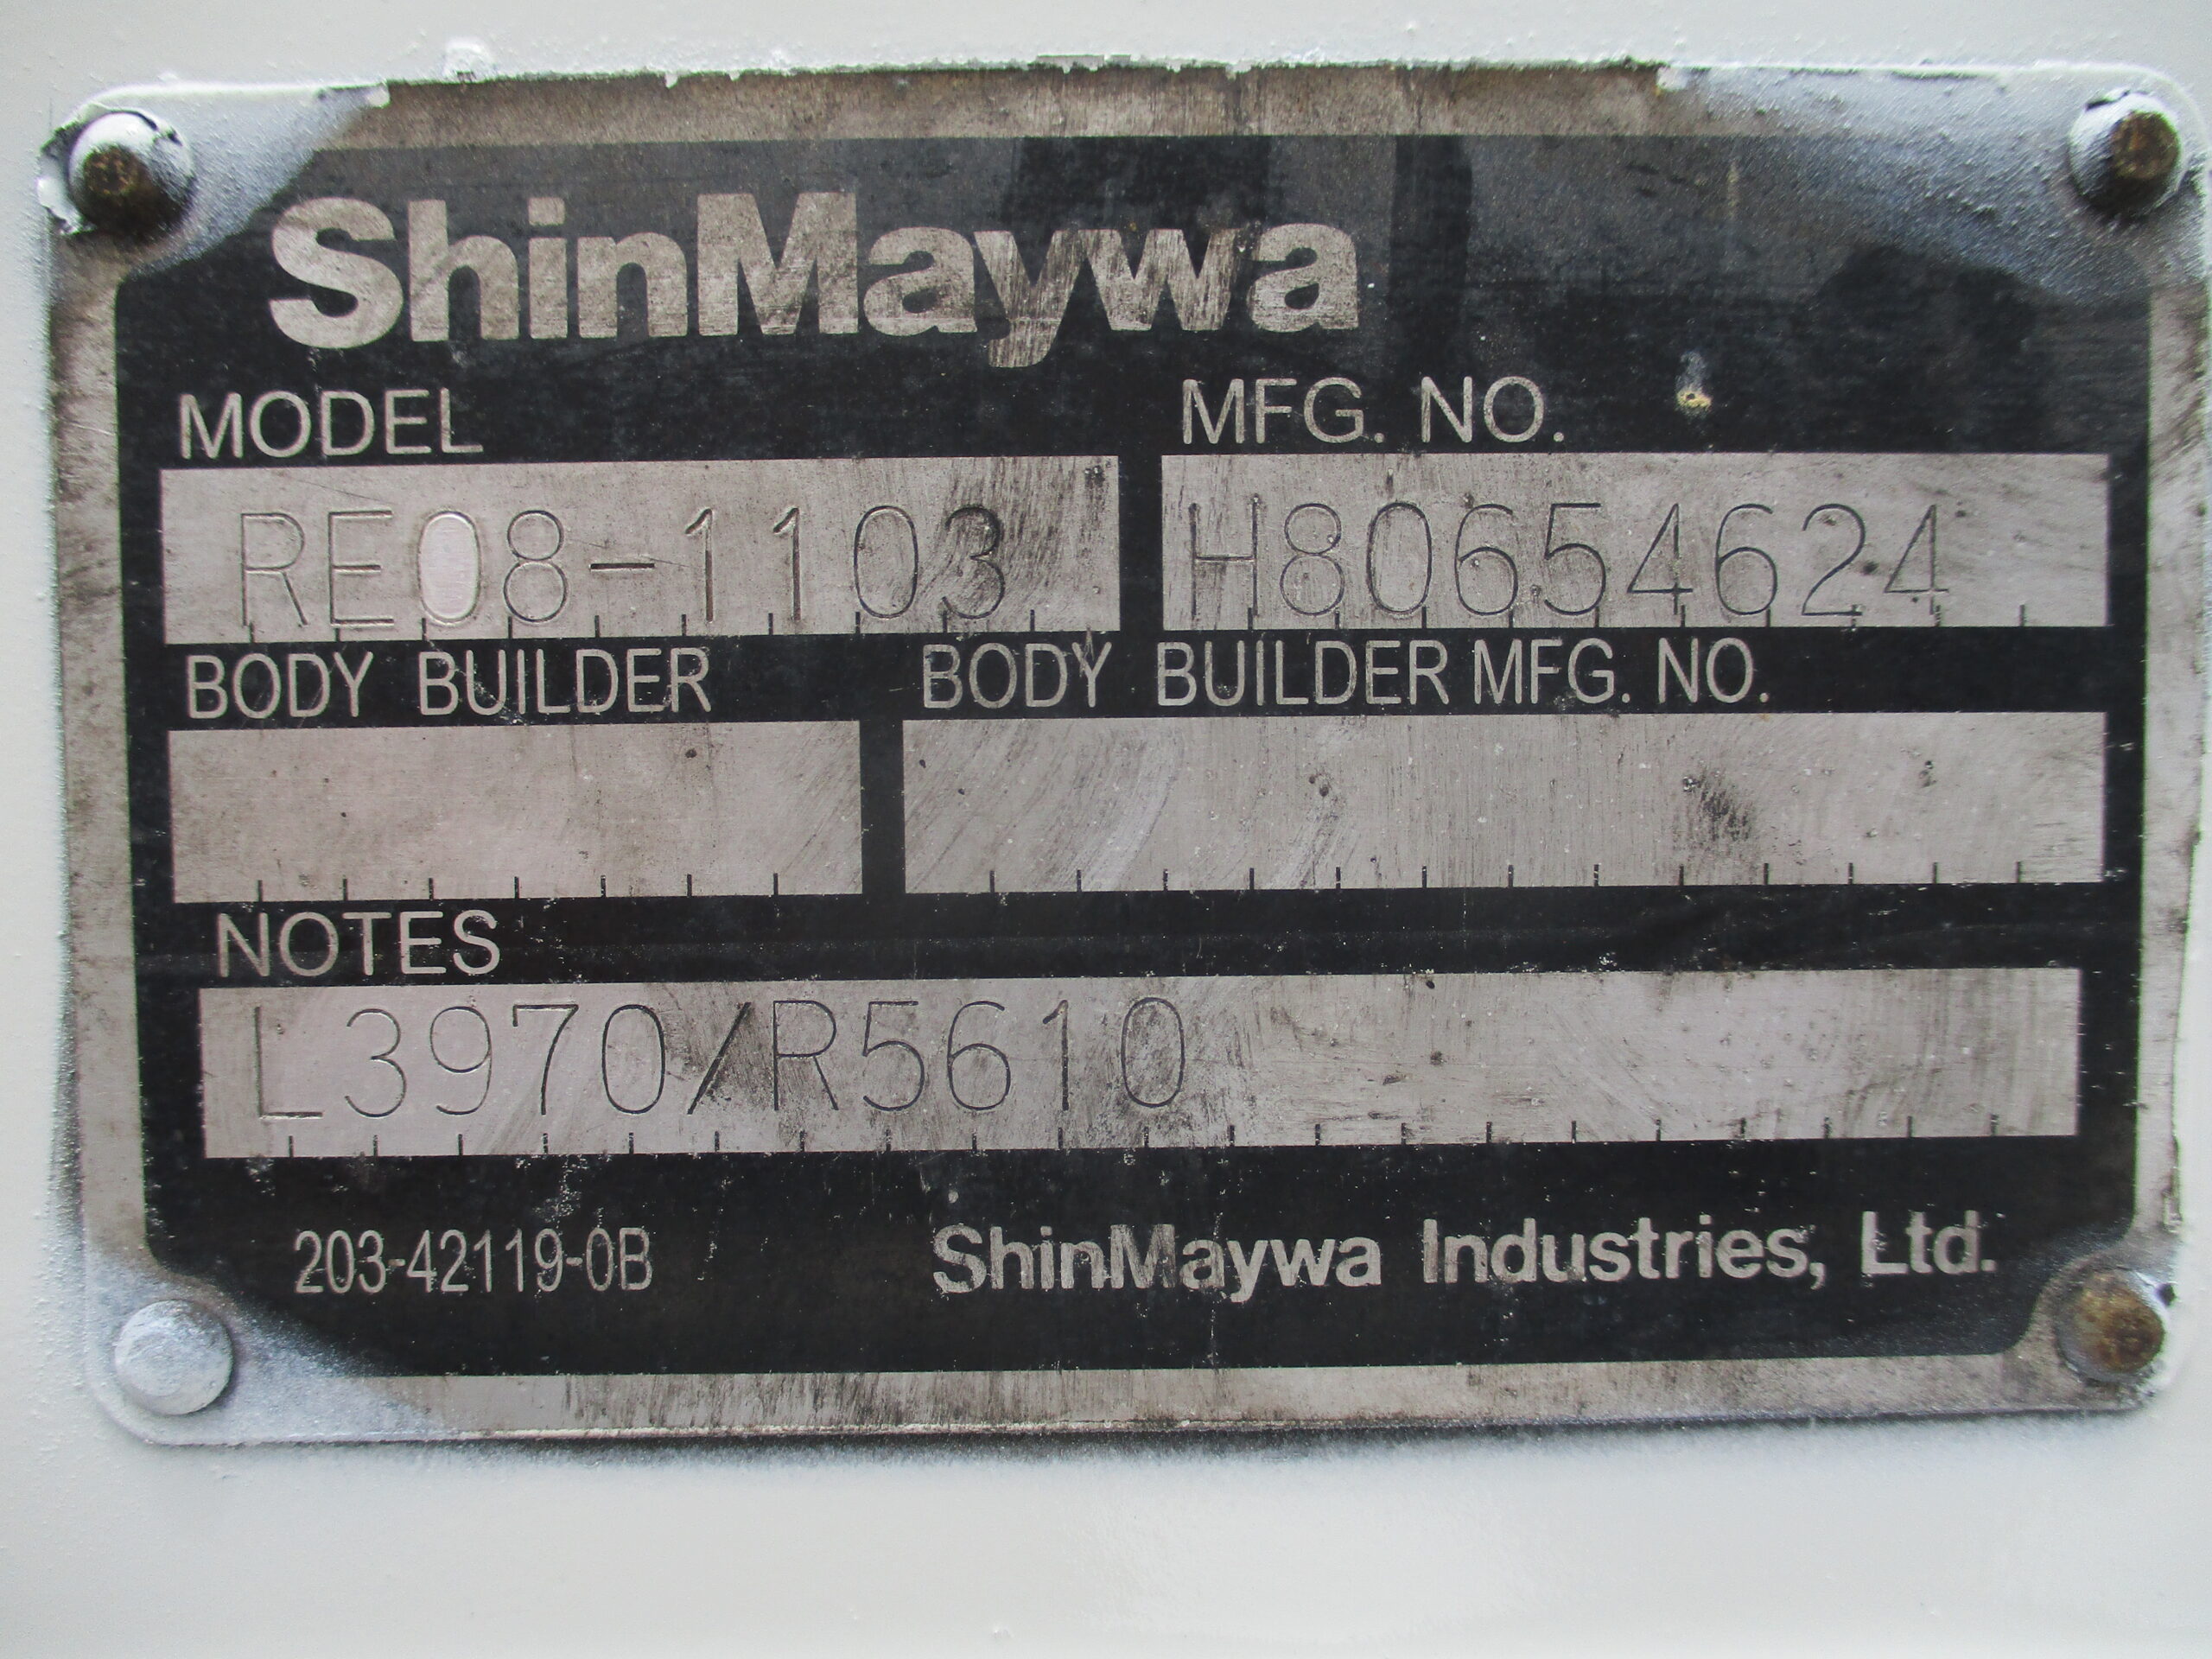 ShinMaywa
MODEL MFG. NO.
RE08-1103 H80654624
BODY BUILDER BODY BUILDER MFG. NO.
NOTES
L3970/R5610
203-42119-0B ShinMaywa Industries, Ltd.